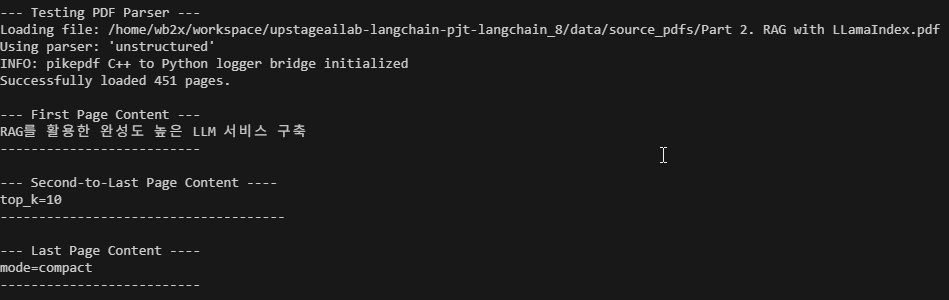 --- Testing PDF Parser ---
Loading file: /home/wb2x/workspace/upstageailab-langchain-pjt-langchain_8/data/source_pdfs/Part 2. RAG with LLamaIndex.pdf
Using parser: 'unstructured'
INFO: pikepdf C++ to Python logger bridge initialized
Successfully loaded 451 pages.
--- First Page Content ---
RAG를 활용한 완성도 높은 LLM 서비스 구축
--------------------------
--- Second-to-Last Page Content ----
top_k=10
-------------------------------------
--- Last Page Content ----
mode=compact
--------------------------